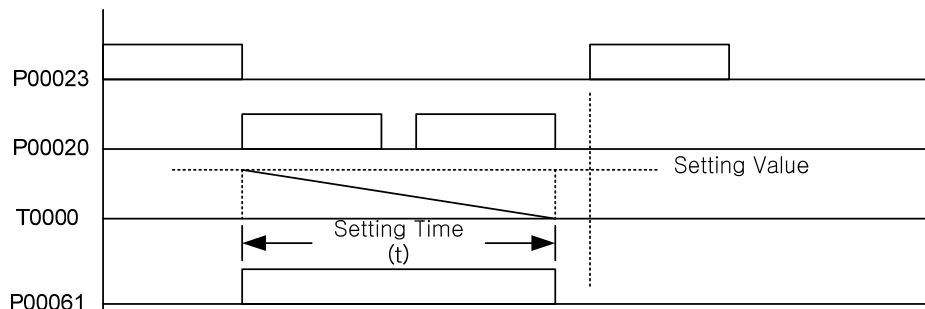 P00023
P00020
Setting Value
T0000
Setting Time
(t)
P00061